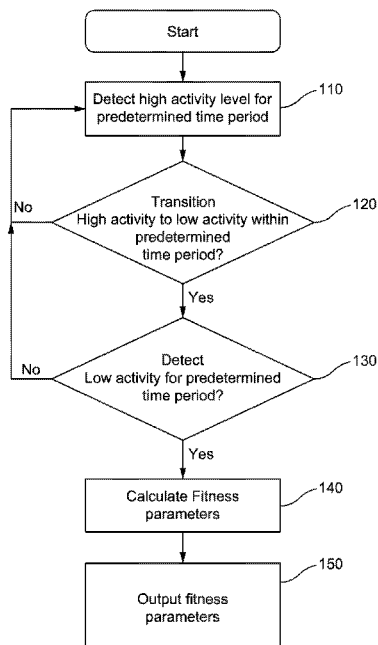 Start
Detect high activity level for
predetermined time period
110
Transition
High activity to low activity within
predetermined
time period?
120
No
Yes
Detect
Low activity for predetermined
time period?
130
No
Yes
Calculate Fitness
parameters
140
Output fitness
parameters
150